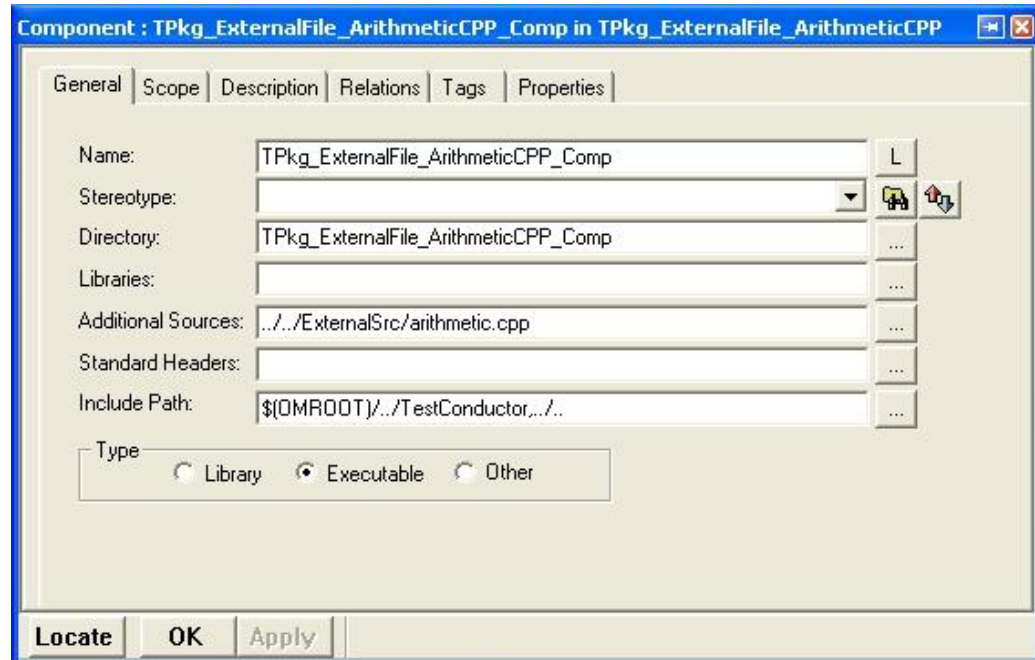 Component : TPkg_ExternalFile_ArithmeticCPP_Comp in TPkg_ExternalFile_ArithmeticCPP
General Scope Description Relations Tags Properties
Name: TPkg_ExternalFile_ArithmeticCPP_Comp L
Stereotype:
Directory: TPkg_ExternalFile_ArithmeticCPP_Comp ...
Libraries: ...
Additional Sources: ../../ExternalSrc/arithmetic.cpp ...
Standard Headers: ...
Include Path: $(OMROOT)/../TestConductor,../.. ...
Type
Library Executable Other
Locate OK Apply